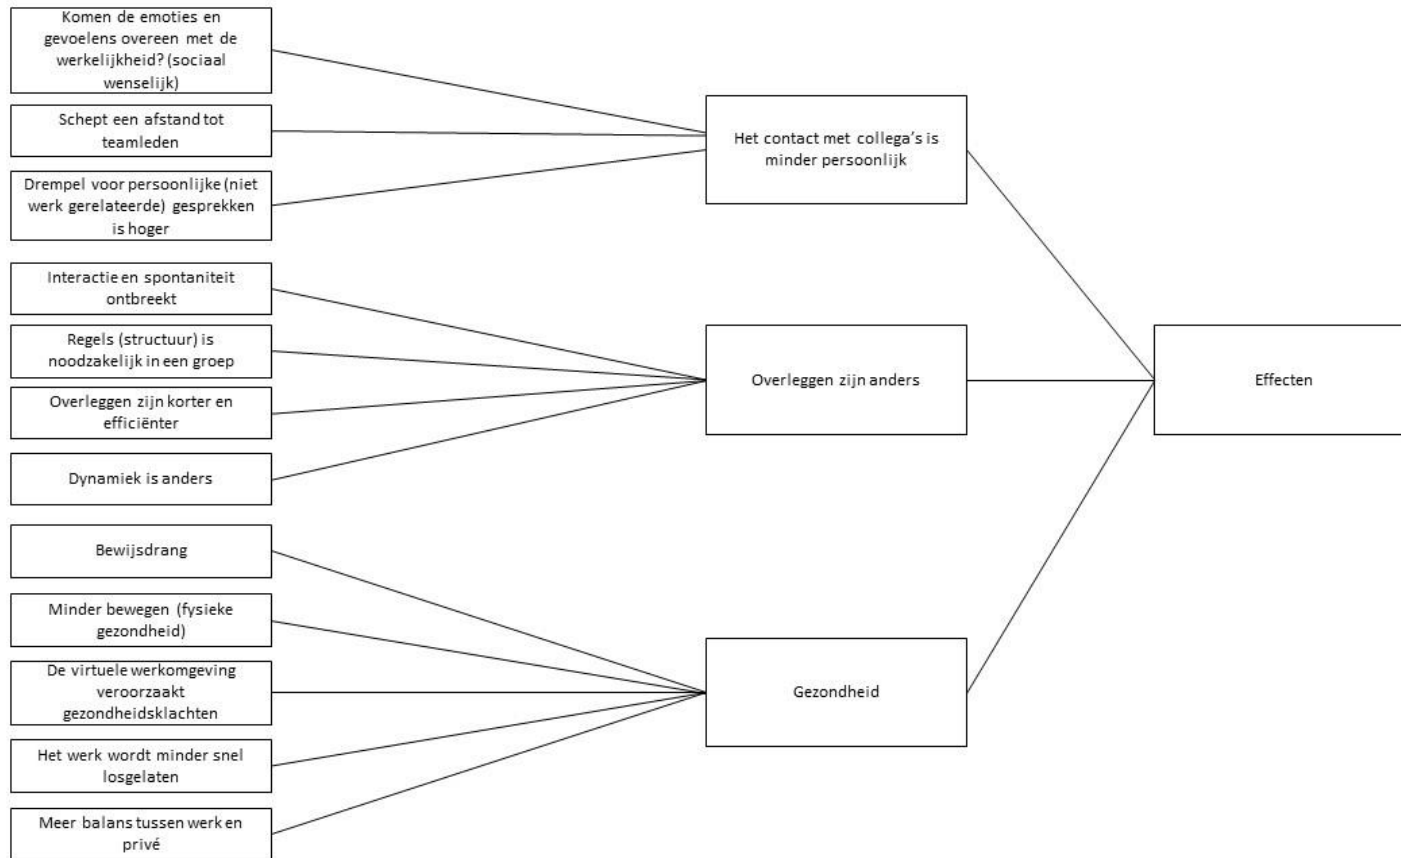 Komen de emoties en
gevoelens overeen met de
werkelijkheid? (sociaal
wenselijk)
Schept een afstand tot
teamleden
Drempel voor persoonlijke (niet
werk gerelateerde) gesprekken
is hoger
Het contact met collega's is
minder persoonlijk
Interactie en spontaniteit
ontbreekt
Regels (structuur) is
noodzakelijk in een groep
Overleggen zijn korter en
efficiënter
Dynamiek is anders
Overleggen zijn anders
Effecten
Bewijsdrang
Minder bewegen (fysieke
gezondheid)
De virtuele werkomgeving
veroorzaakt
gezondheidsklachten
Het werk wordt minder snel
losgelaten
Meer balans tussen werk en
privé
Gezondheid